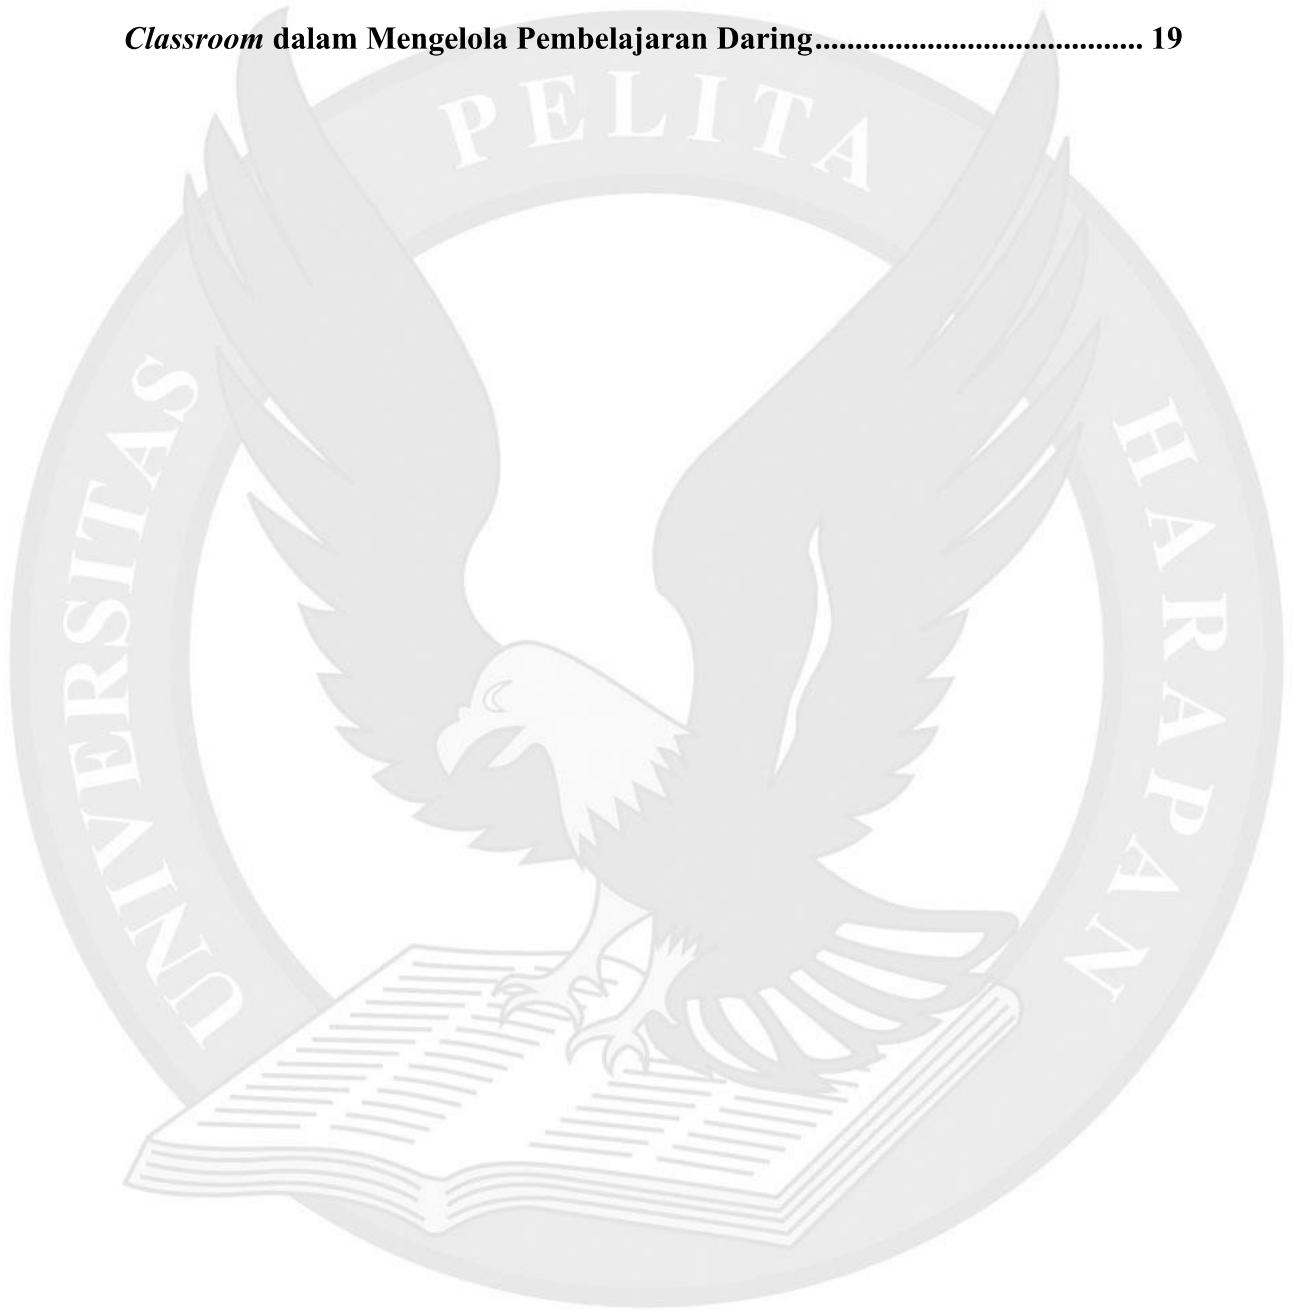 Classroom dalam Mengelola Pembelajaran Daring......................................... 19
PELITA
UNIVERSITAS
HARAPAN